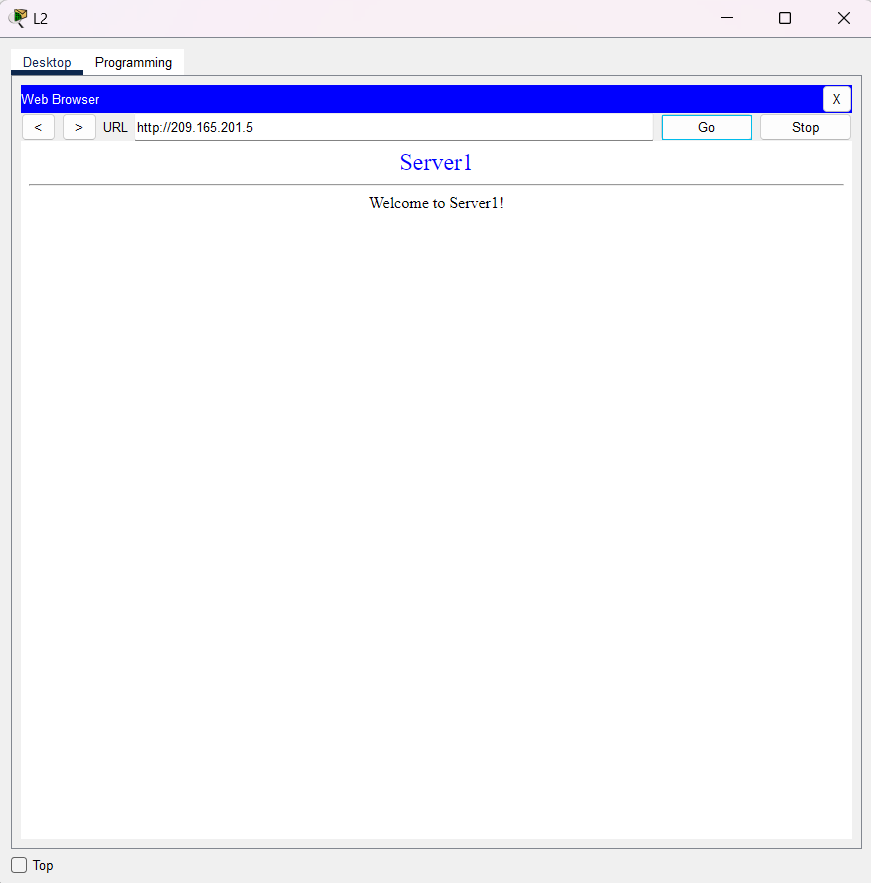 L2
Desktop Programming
Web Browser X
< > URL http://209.165.201.5 Go Stop
Server1
Welcome to Server1!
Top